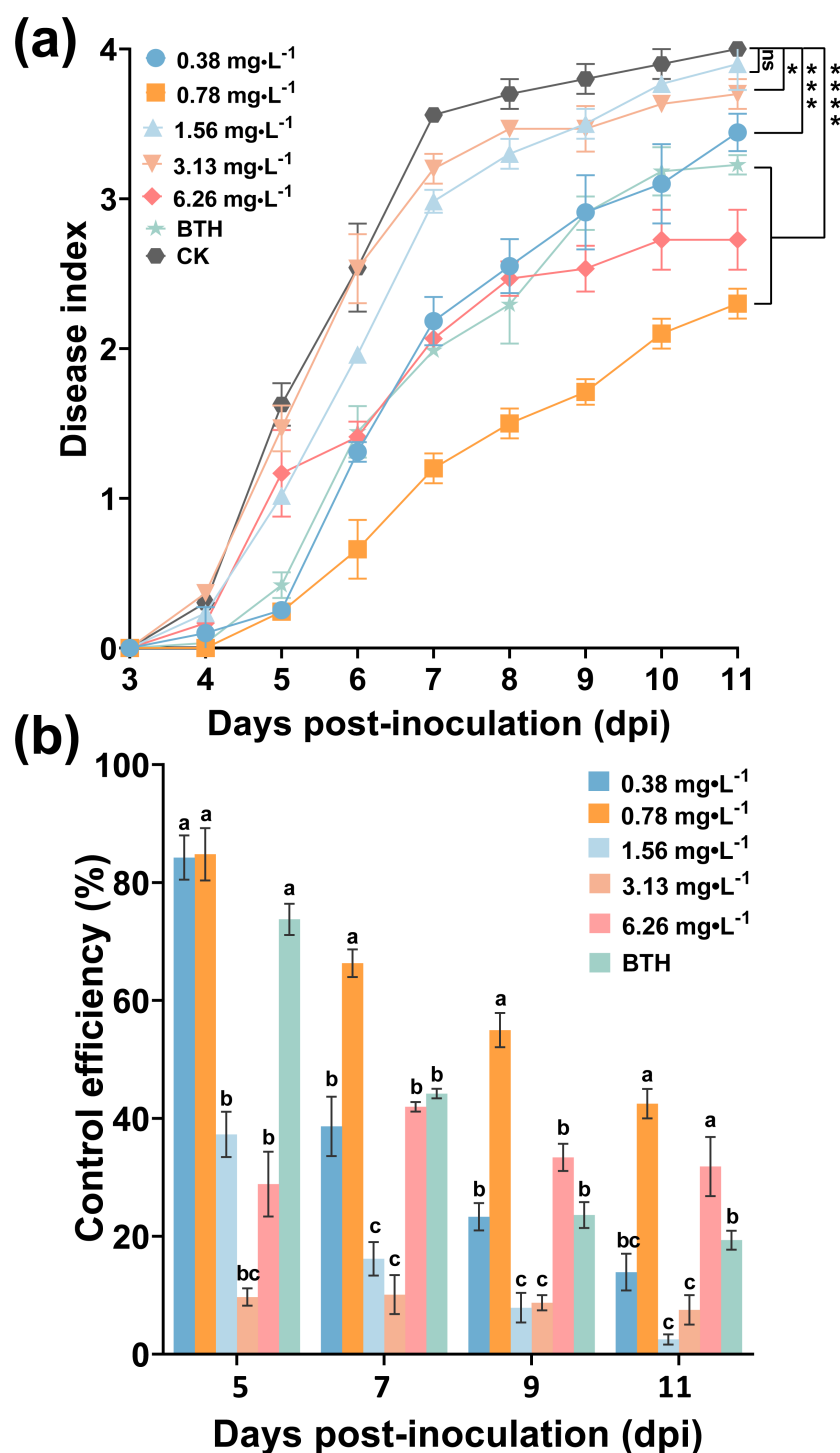 (a)
4
3
2
1
0
Disease index
0.38 mg•L-1
0.78 mg•L-1
1.56 mg•L-1
3.13 mg•L-1
6.26 mg•L-1
BTH
CK
ns
*
***
****
3 4 5 6 7 8 9 10 11
Days post-inoculation (dpi)
(b)
100
80
60
40
20
0
Control efficiency (%)
0.38 mg•L-1
0.78 mg•L-1
1.56 mg•L-1
3.13 mg•L-1
6.26 mg•L-1
BTH
a a b bc b a
b a c c b b
b a c c b b
bc a c c a b
5 7 9 11
Days post-inoculation (dpi)